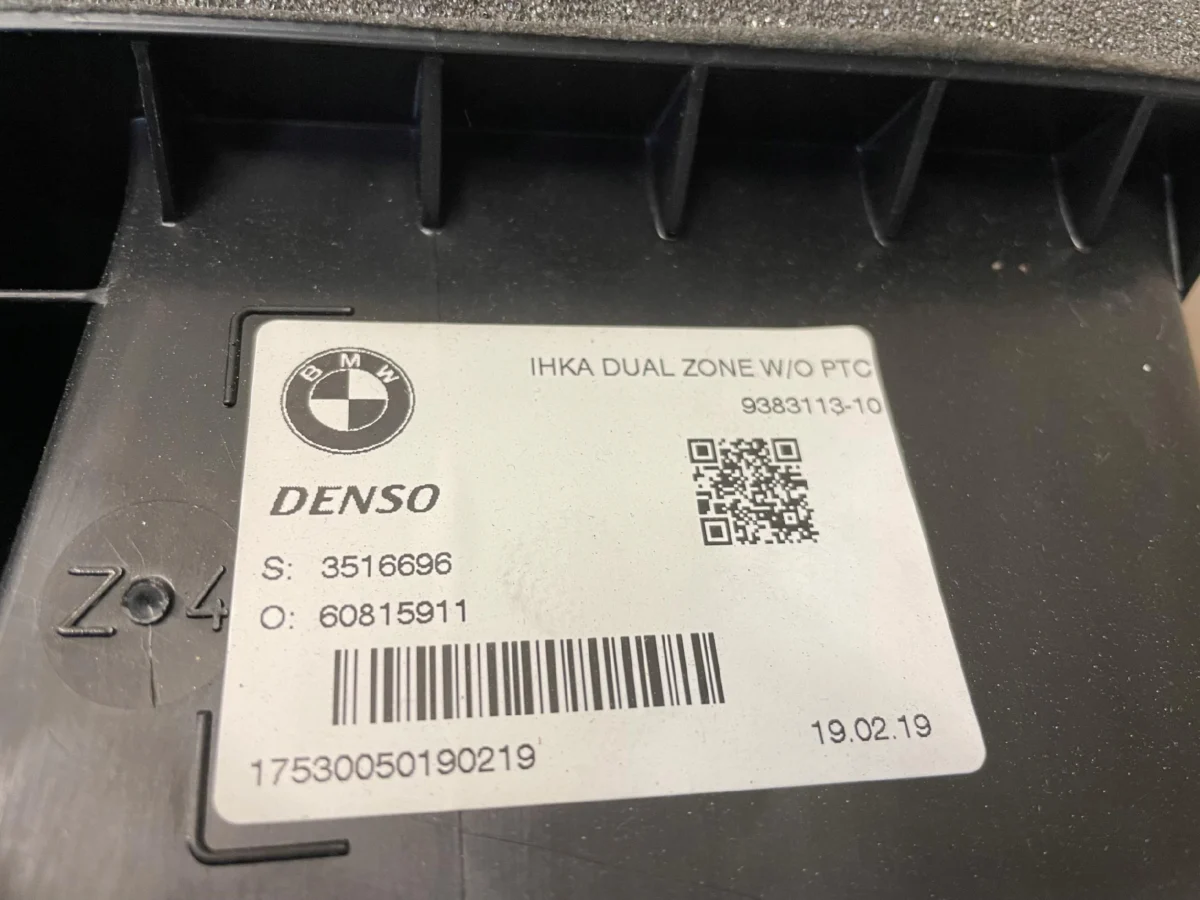 BMW
IHKA DUAL ZONE W/O PTC
9383113-10
DENSO
S: 3516696
O: 60815911
Z 4
17530050190219
19.02.19